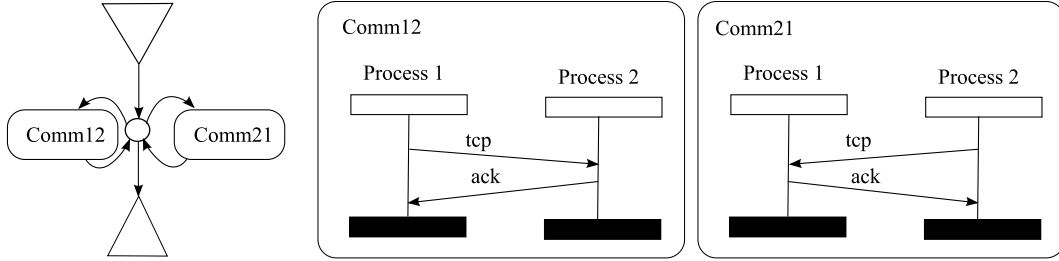 Comm12
Comm21
Comm12
Process 1
Process 2
tcp
ack
Comm21
Process 1
Process 2
tcp
ack